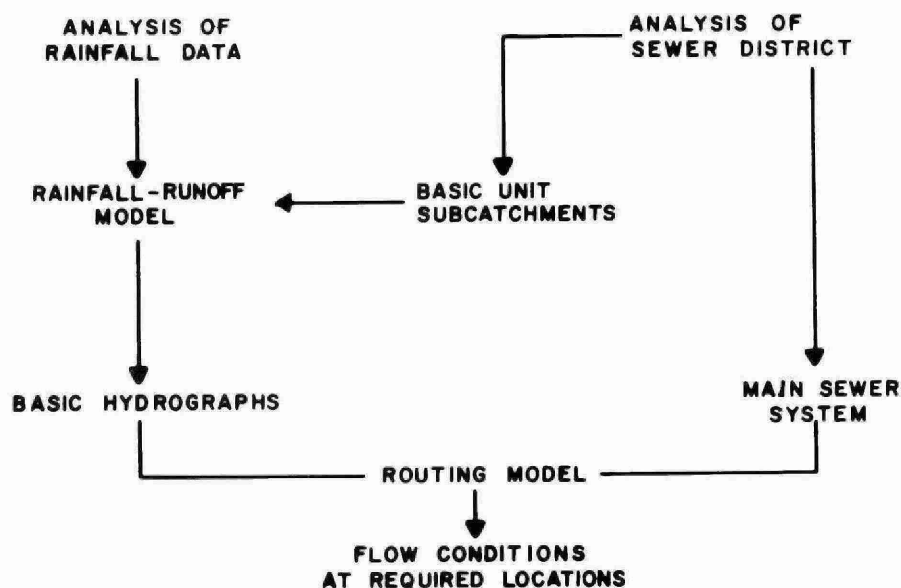 ANALYSIS OF
RAINFALL DATA
ANALYSIS OF
SEWER DISTRICT
RAINFALL-RUNOFF
MODEL
BASIC UNIT
SUBCATCHMENTS
BASIC HYDROGRAPHS
MAIN SEWER
SYSTEM
ROUTING MODEL
FLOW CONDITIONS
AT REQUIRED LOCATIONS